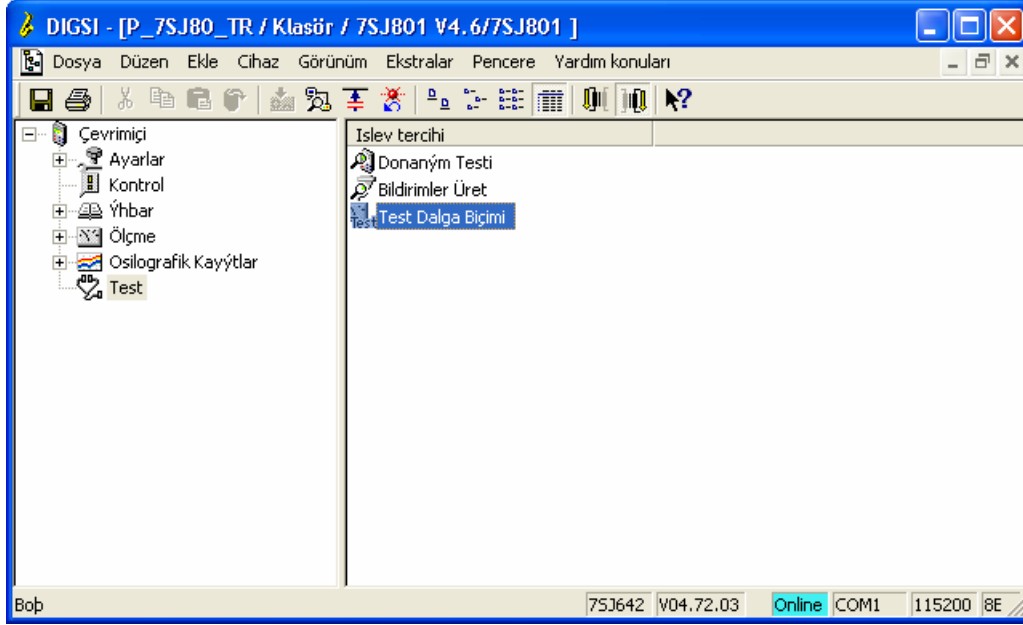 DIGSI - [P_7SJ80_TR / Klasör / 7SJ801 V4.6/7SJ801 ]
Dosya Düzen Ekle Cihaz Görünüm Ekstralar Pencere Yardım konuları
Çevrimiçi
Ayarlar
Kontrol
Ýhbar
Ölçme
Osilografik Kayýtlar
Test
Islev tercihi
Donaným Testi
Bildirimler Üret
Test Dalga Biçimi
Boþ
7SJ642 V04.72.03 Online COM1 115200 8E